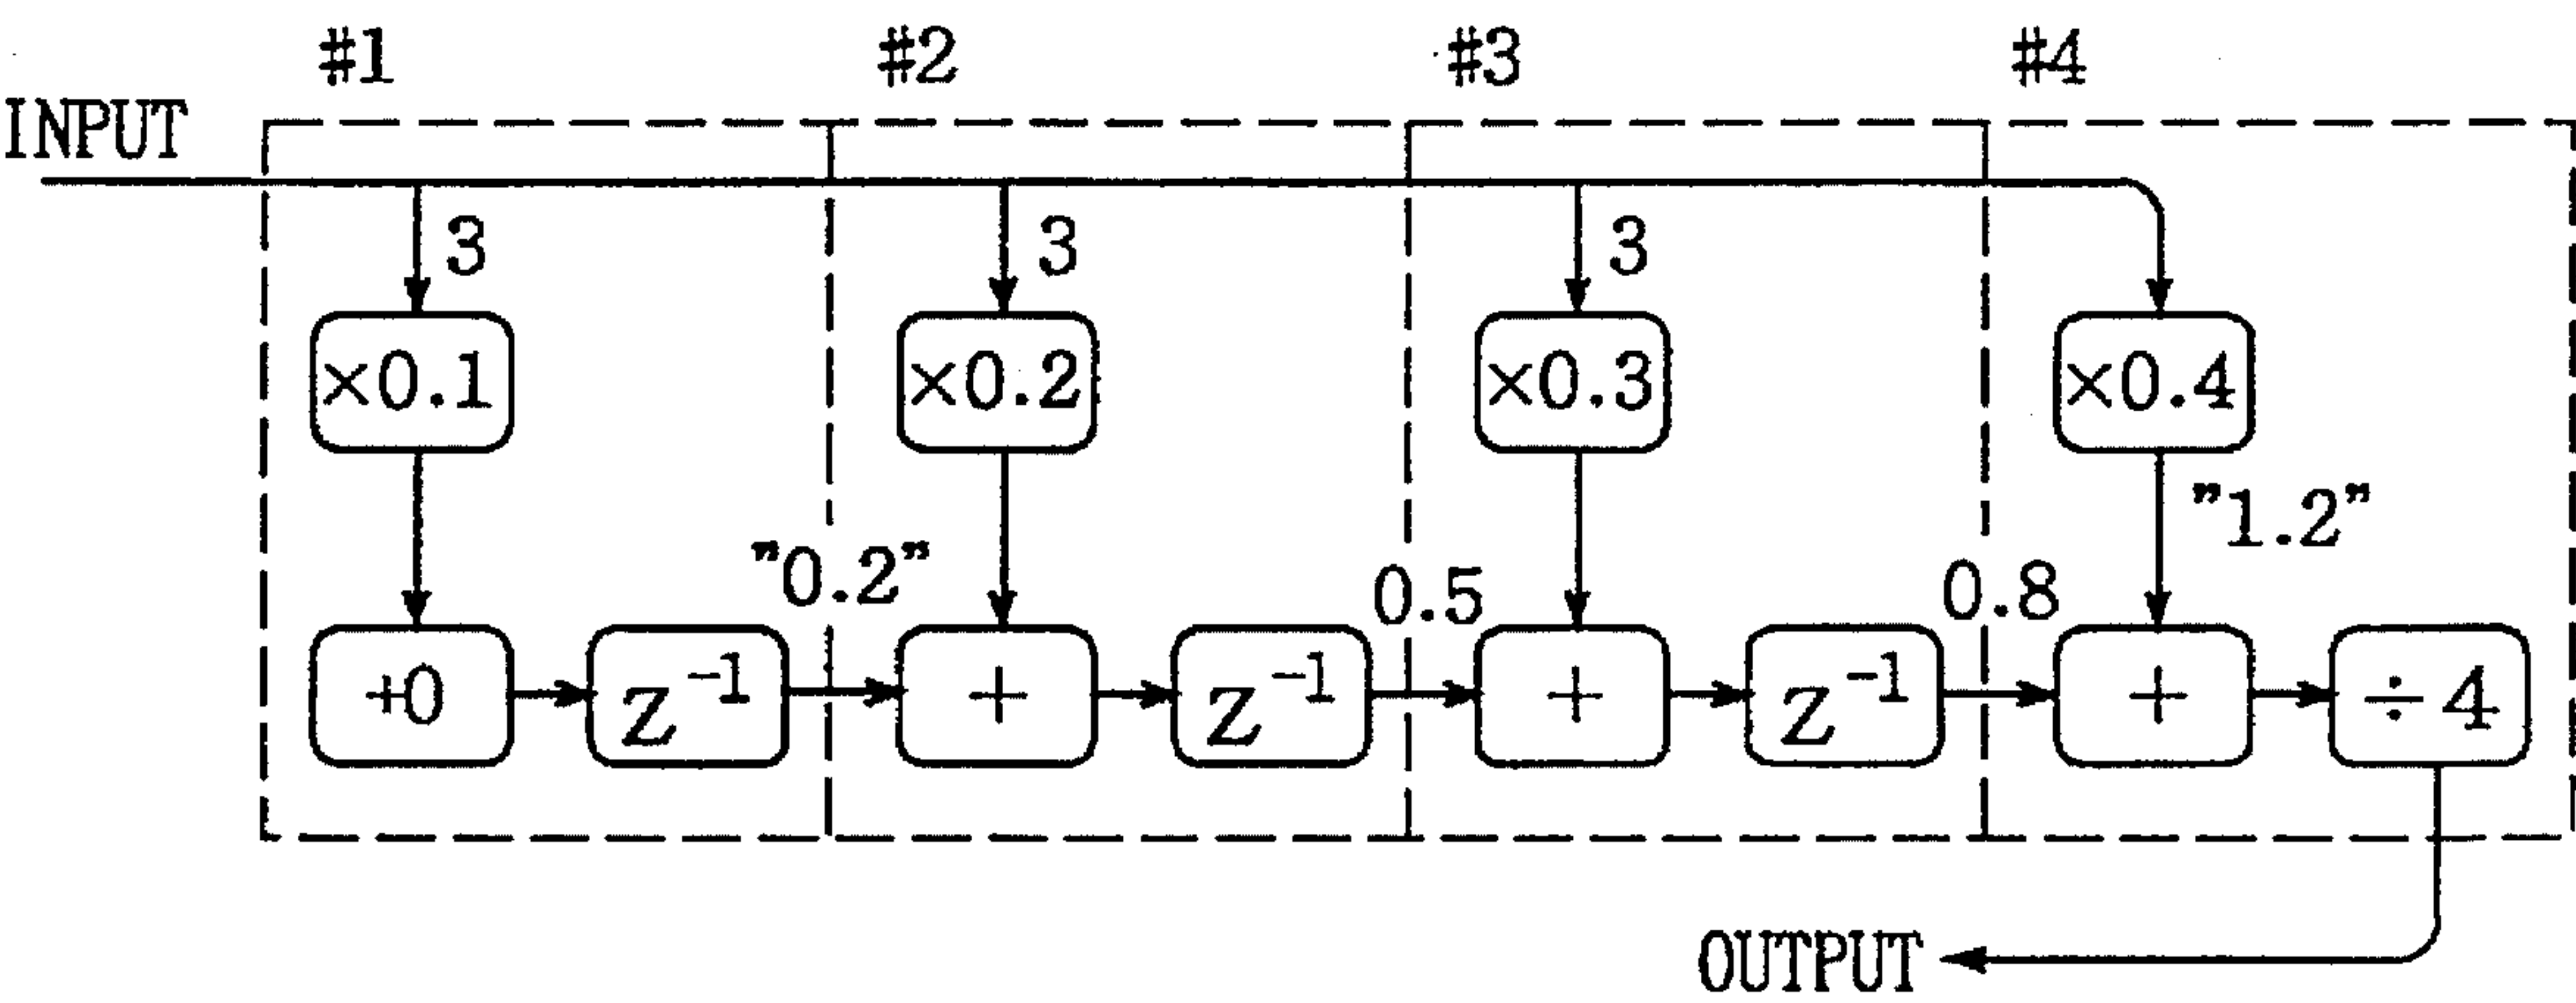 #1 #2 #3 #4
INPUT
3 3 3
×0.1 ×0.2 ×0.3 ×0.4
"1.2"
"0.2" 0.5 0.8
+0 Z⁻¹ + Z⁻¹ + Z⁻¹ + ÷4
OUTPUT